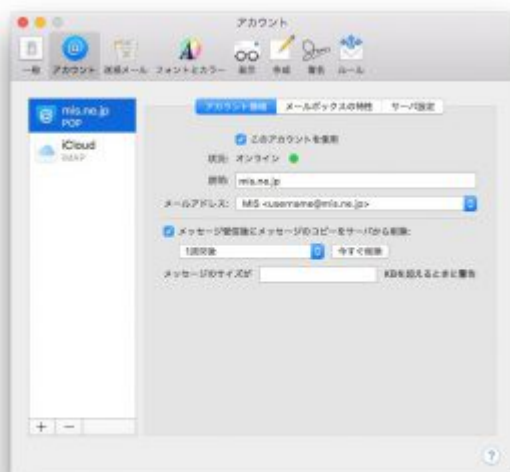 アカウント
一般 アカウント 迷惑メール フォントとカラー 表示 作成 署名 ルール
mis.ne.jp
POP
iCloud
IMAP
アカウント情報 メールボックスの特性 サーバ設定
このアカウントを使用
状況: オンライン
説明: mis.ne.jp
メールアドレス: MIS <username@mis.ne.jp>
メッセージ受信後にメッセージのコピーをサーバから削除:
1週間後 今すぐ削除
メッセージのサイズが KBを超えるときに警告
+ −
?